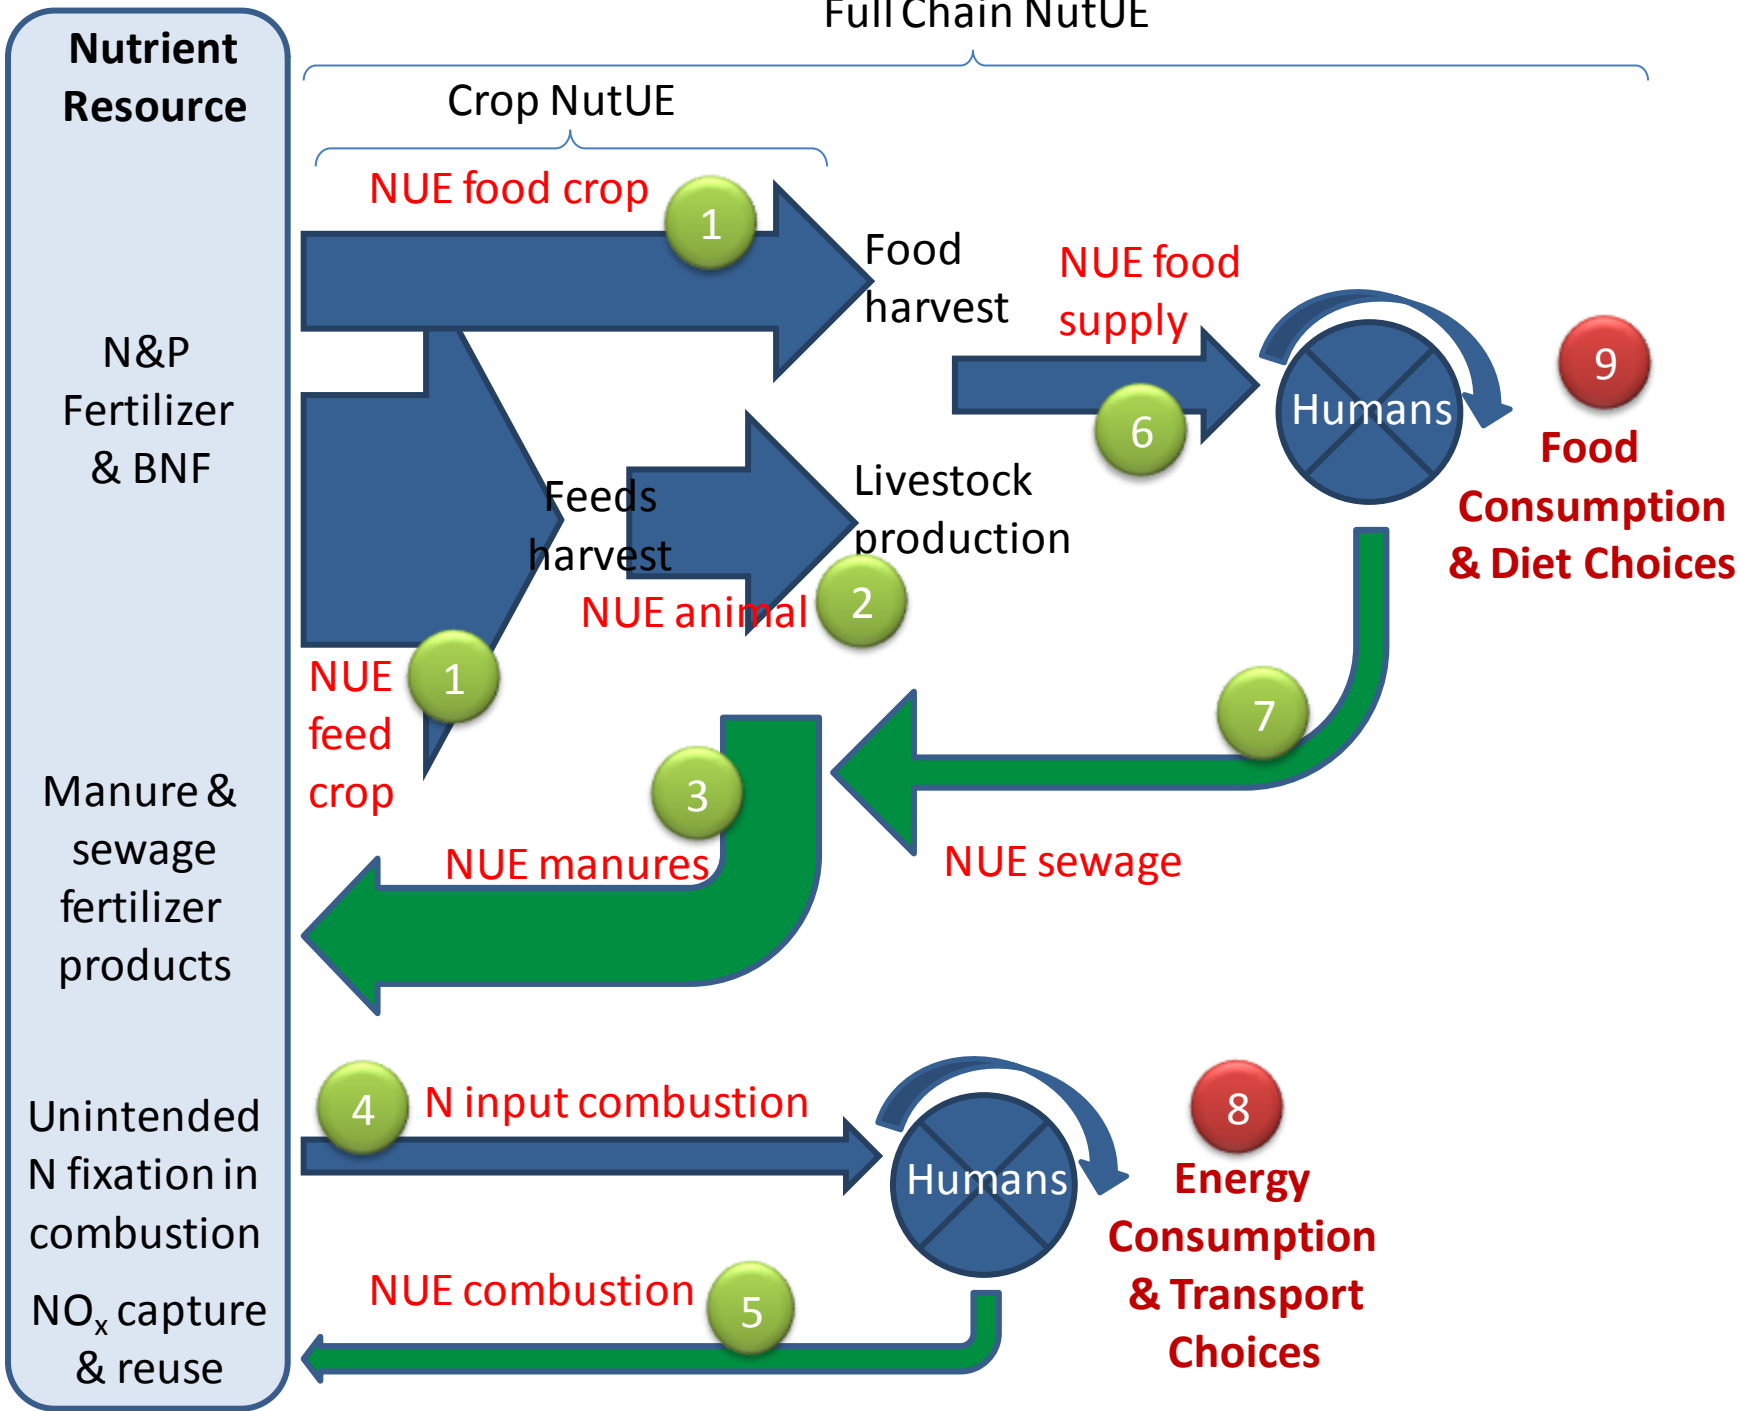 Full Chain NutUE
Nutrient
Resource
Crop NutUE
NUE food crop
1
Food
harvest
NUE food
supply
N&P
Fertilizer
& BNF
6
Humans
9
Food
Consumption
& Diet Choices
Feeds
harvest
Livestock
production
NUE animal
2
NUE
feed
crop
1
7
Manure &
sewage
fertilizer
products
3
NUE manures
NUE sewage
4
N input combustion
Unintended
N fixation in
combustion
Humans
8
Energy
Consumption
& Transport
Choices
NUE combustion
5
NOx capture
& reuse